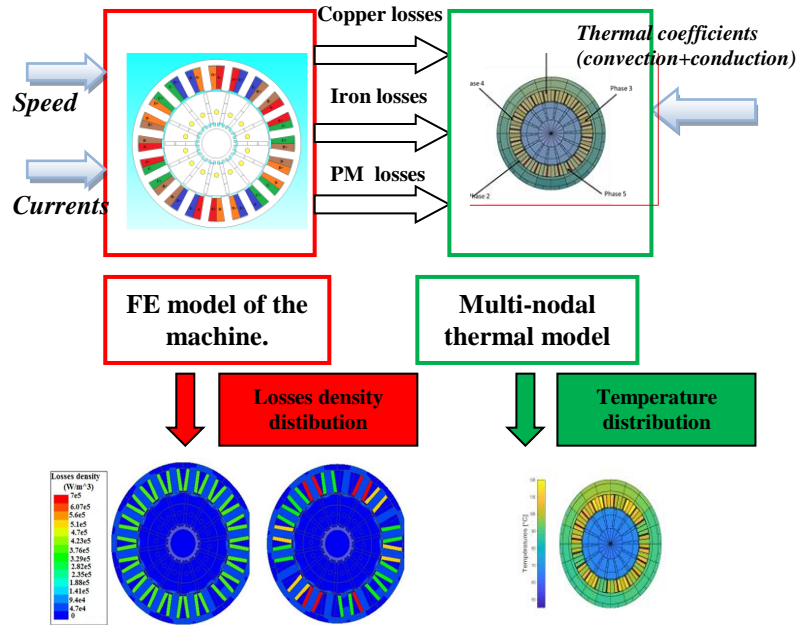 Copper losses
Iron losses
PM losses
Speed
Currents
Thermal coefficients
(convection+conduction)
ase 4
Phase 3
hase 2
Phase 5
FE model of the
machine.
Multi-nodal
thermal model
Losses density
distibution
Temperature
distribution
Losses density
(W/m^3)
7e5
6.07e5
5.6e5
5.1e5
4.7e5
4.23e5
3.76e5
3.29e5
2.82e5
2.35e5
1.88e5
1.41e5
9.4e4
4.7e4
0
Températures [°C]